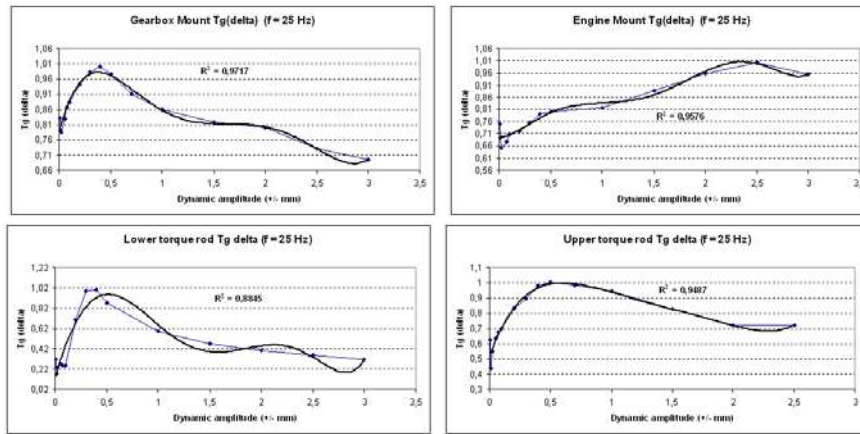 Gearbox Mount Tg(delta) (f = 25 Hz)
Tg (delta)
1,06
1,01
0,96
0,91
0,86
0,81
0,76
0,71
0,66
R² = 0,9717
0 0,5 1 1,5 2 2,5 3 3,5
Dynamic amplitude (+/- mm)
Engine Mount Tg(delta) (f = 25 Hz)
Tg (delta)
1,06
1,01
0,96
0,91
0,86
0,81
0,76
0,71
0,66
0,61
0,56
R² = 0,9576
0 0,5 1 1,5 2 2,5 3 3,5
Dynamic amplitude (+/- mm)
Lower torque rod Tg delta (f = 25 Hz)
Tg (delta)
1,22
1,02
0,82
0,62
0,42
0,22
0,02
R² = 0,8845
0 0,5 1 1,5 2 2,5 3 3,5
Dynamic amplitude (+/- mm)
Upper torque rod Tg delta (f = 25 Hz)
Tg (delta)
1,1
1
0,9
0,8
0,7
0,6
0,5
0,4
0,3
R² = 0,9487
0 0,5 1 1,5 2 2,5 3
Dynamic amplitude (+/- mm)